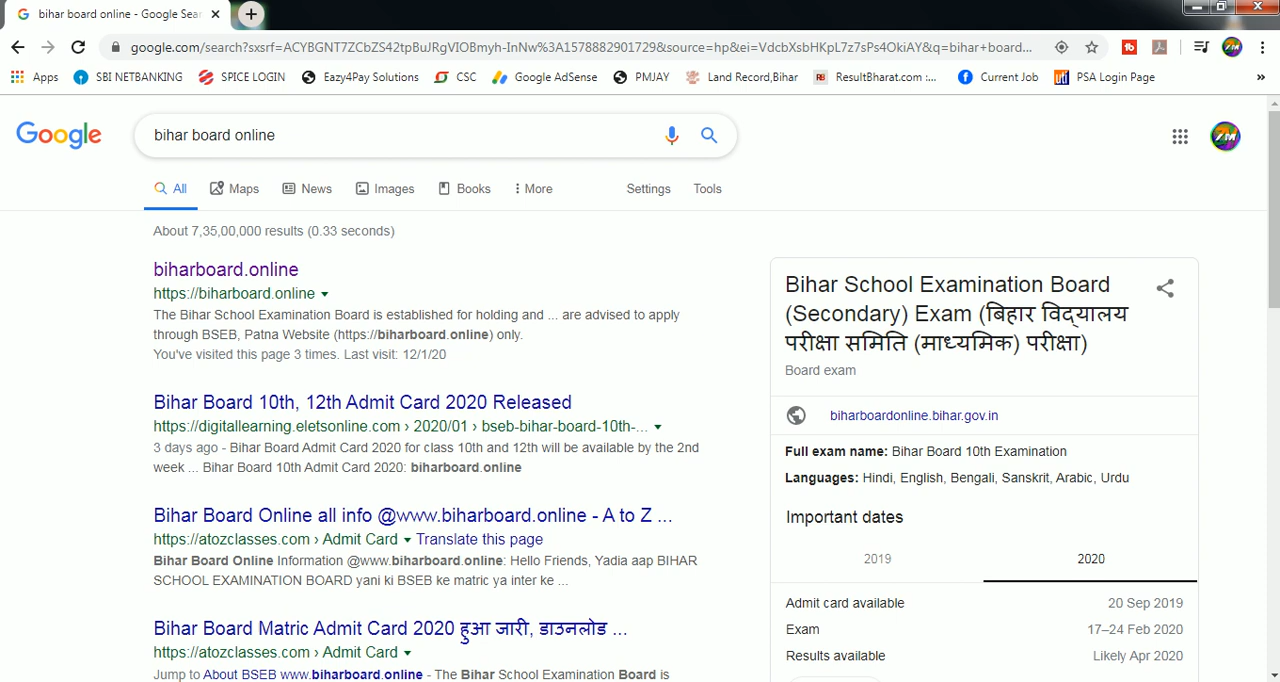 bihar board online - Google Sear
google.com/search?sxsrf=ACYBGNT7ZCbZS42tpBuJRgVIOBmyh-InNw%3A1578882901729&source=hp&ei=VdcbXsbHKpL7z7sPs4OkiAY&q=bihar+board...
Apps SBI NETBANKING SPICE LOGIN Eazy4Pay Solutions CSC Google AdSense PMJAY Land Record,Bihar ResultBharat.com :... Current Job PSA Login Page »
Google bihar board online
All Maps News Images Books More Settings Tools
About 7,35,00,000 results (0.33 seconds)
biharboard.online
https://biharboard.online
The Bihar School Examination Board is established for holding and ... are advised to apply
through BSEB, Patna Website (https://biharboard.online) only.
You've visited this page 3 times. Last visit: 12/1/20
Bihar Board 10th, 12th Admit Card 2020 Released
https://digitallearning.eletsonline.com › 2020/01 › bseb-bihar-board-10th-...
3 days ago - Bihar Board Admit Card 2020 for class 10th and 12th will be available by the 2nd
week ... Bihar Board 10th Admit Card 2020: biharboard.online
Bihar Board Online all info @www.biharboard.online - A to Z ...
https://atozclasses.com › Admit Card Translate this page
Bihar Board Online Information @www.biharboard.online: Hello Friends, Yadia aap BIHAR
SCHOOL EXAMINATION BOARD yani ki BSEB ke matric ya inter ke ...
Bihar Board Matric Admit Card 2020 हुआ जारी, डाउनलोड ...
https://atozclasses.com › Admit Card
Jump to About BSEB www.biharboard.online - The Bihar School Examination Board is
Bihar School Examination Board
(Secondary) Exam (बिहार विद्यालय
परीक्षा समिति (माध्यमिक) परीक्षा)
Board exam
biharboardonline.bihar.gov.in
Full exam name: Bihar Board 10th Examination
Languages: Hindi, English, Bengali, Sanskrit, Arabic, Urdu
Important dates
2019 2020
Admit card available 20 Sep 2019
Exam 17–24 Feb 2020
Results available Likely Apr 2020